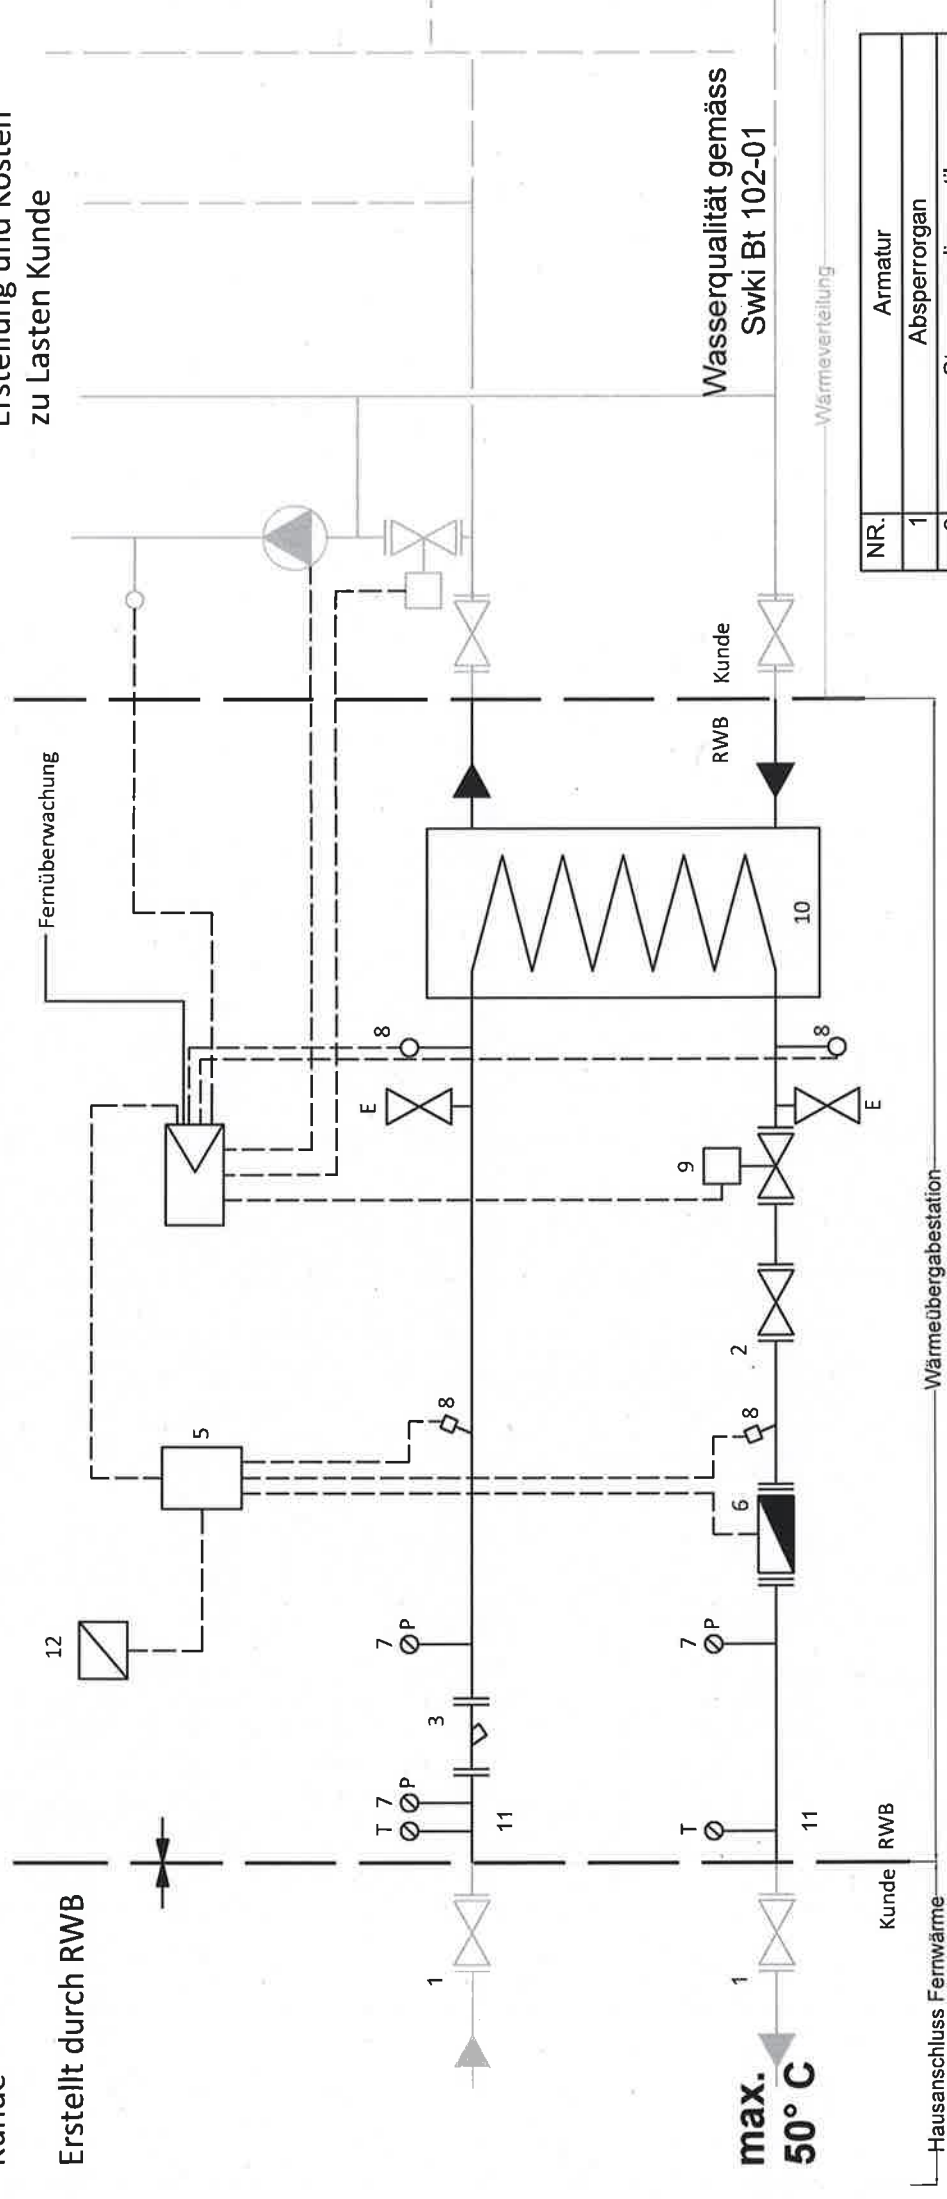 Erstellung und Kosten
zu Lasten Kunde
Erstellt durch RWB
Fernüberwachung
Wasserqualität gemäss
Swki Bt 102-01
12
5
8
8
8
8
E
E
9
10
2
6
7
P
7
P
7
P
3
T
T
11
11
1
1
RWB
Kunde
Kunde
RWB
max.
50° C
Hausanschluss Fernwärme
Wärmeübergabestation
Wärmeverteilung
NR.
Armatur
1
Absperrorgan